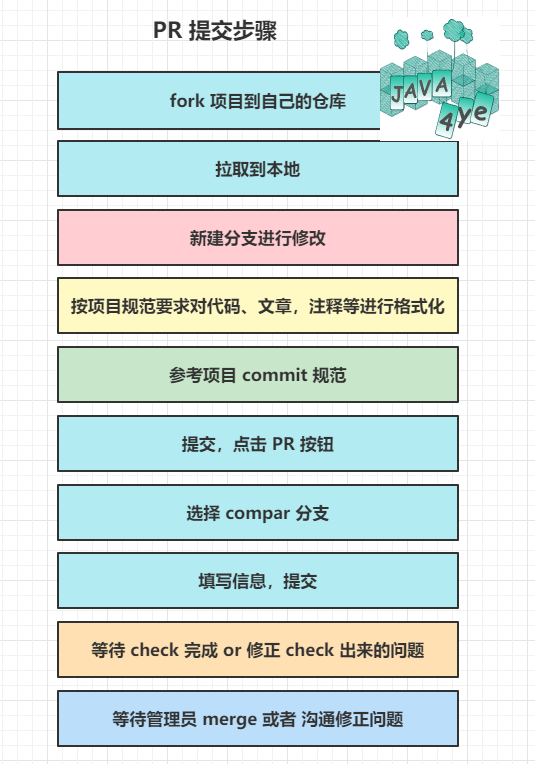 PR 提交步骤
JAVA
4ye
fork 项目到自己的仓库
拉取到本地
新建分支进行修改
按项目规范要求对代码、文章，注释等进行格式化
参考项目 commit 规范
提交，点击 PR 按钮
选择 compar 分支
填写信息，提交
等待 check 完成 or 修正 check 出来的问题
等待管理员 merge 或者 沟通修正问题